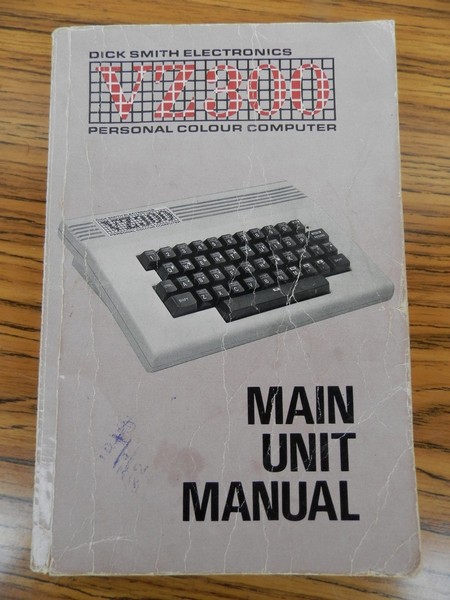 DICK SMITH ELECTRONICS
VZ300
PERSONAL COLOUR COMPUTER
VZ300
MAIN
UNIT
MANUAL